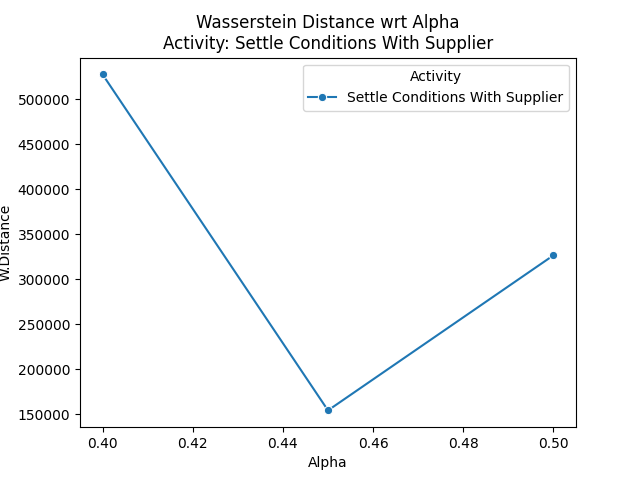 Wasserstein Distance wrt Alpha
Activity: Settle Conditions With Supplier
Activity
Settle Conditions With Supplier
500000
450000
400000
350000
300000
250000
200000
150000
W.Distance
0.40 0.42 0.44 0.46 0.48 0.50
Alpha